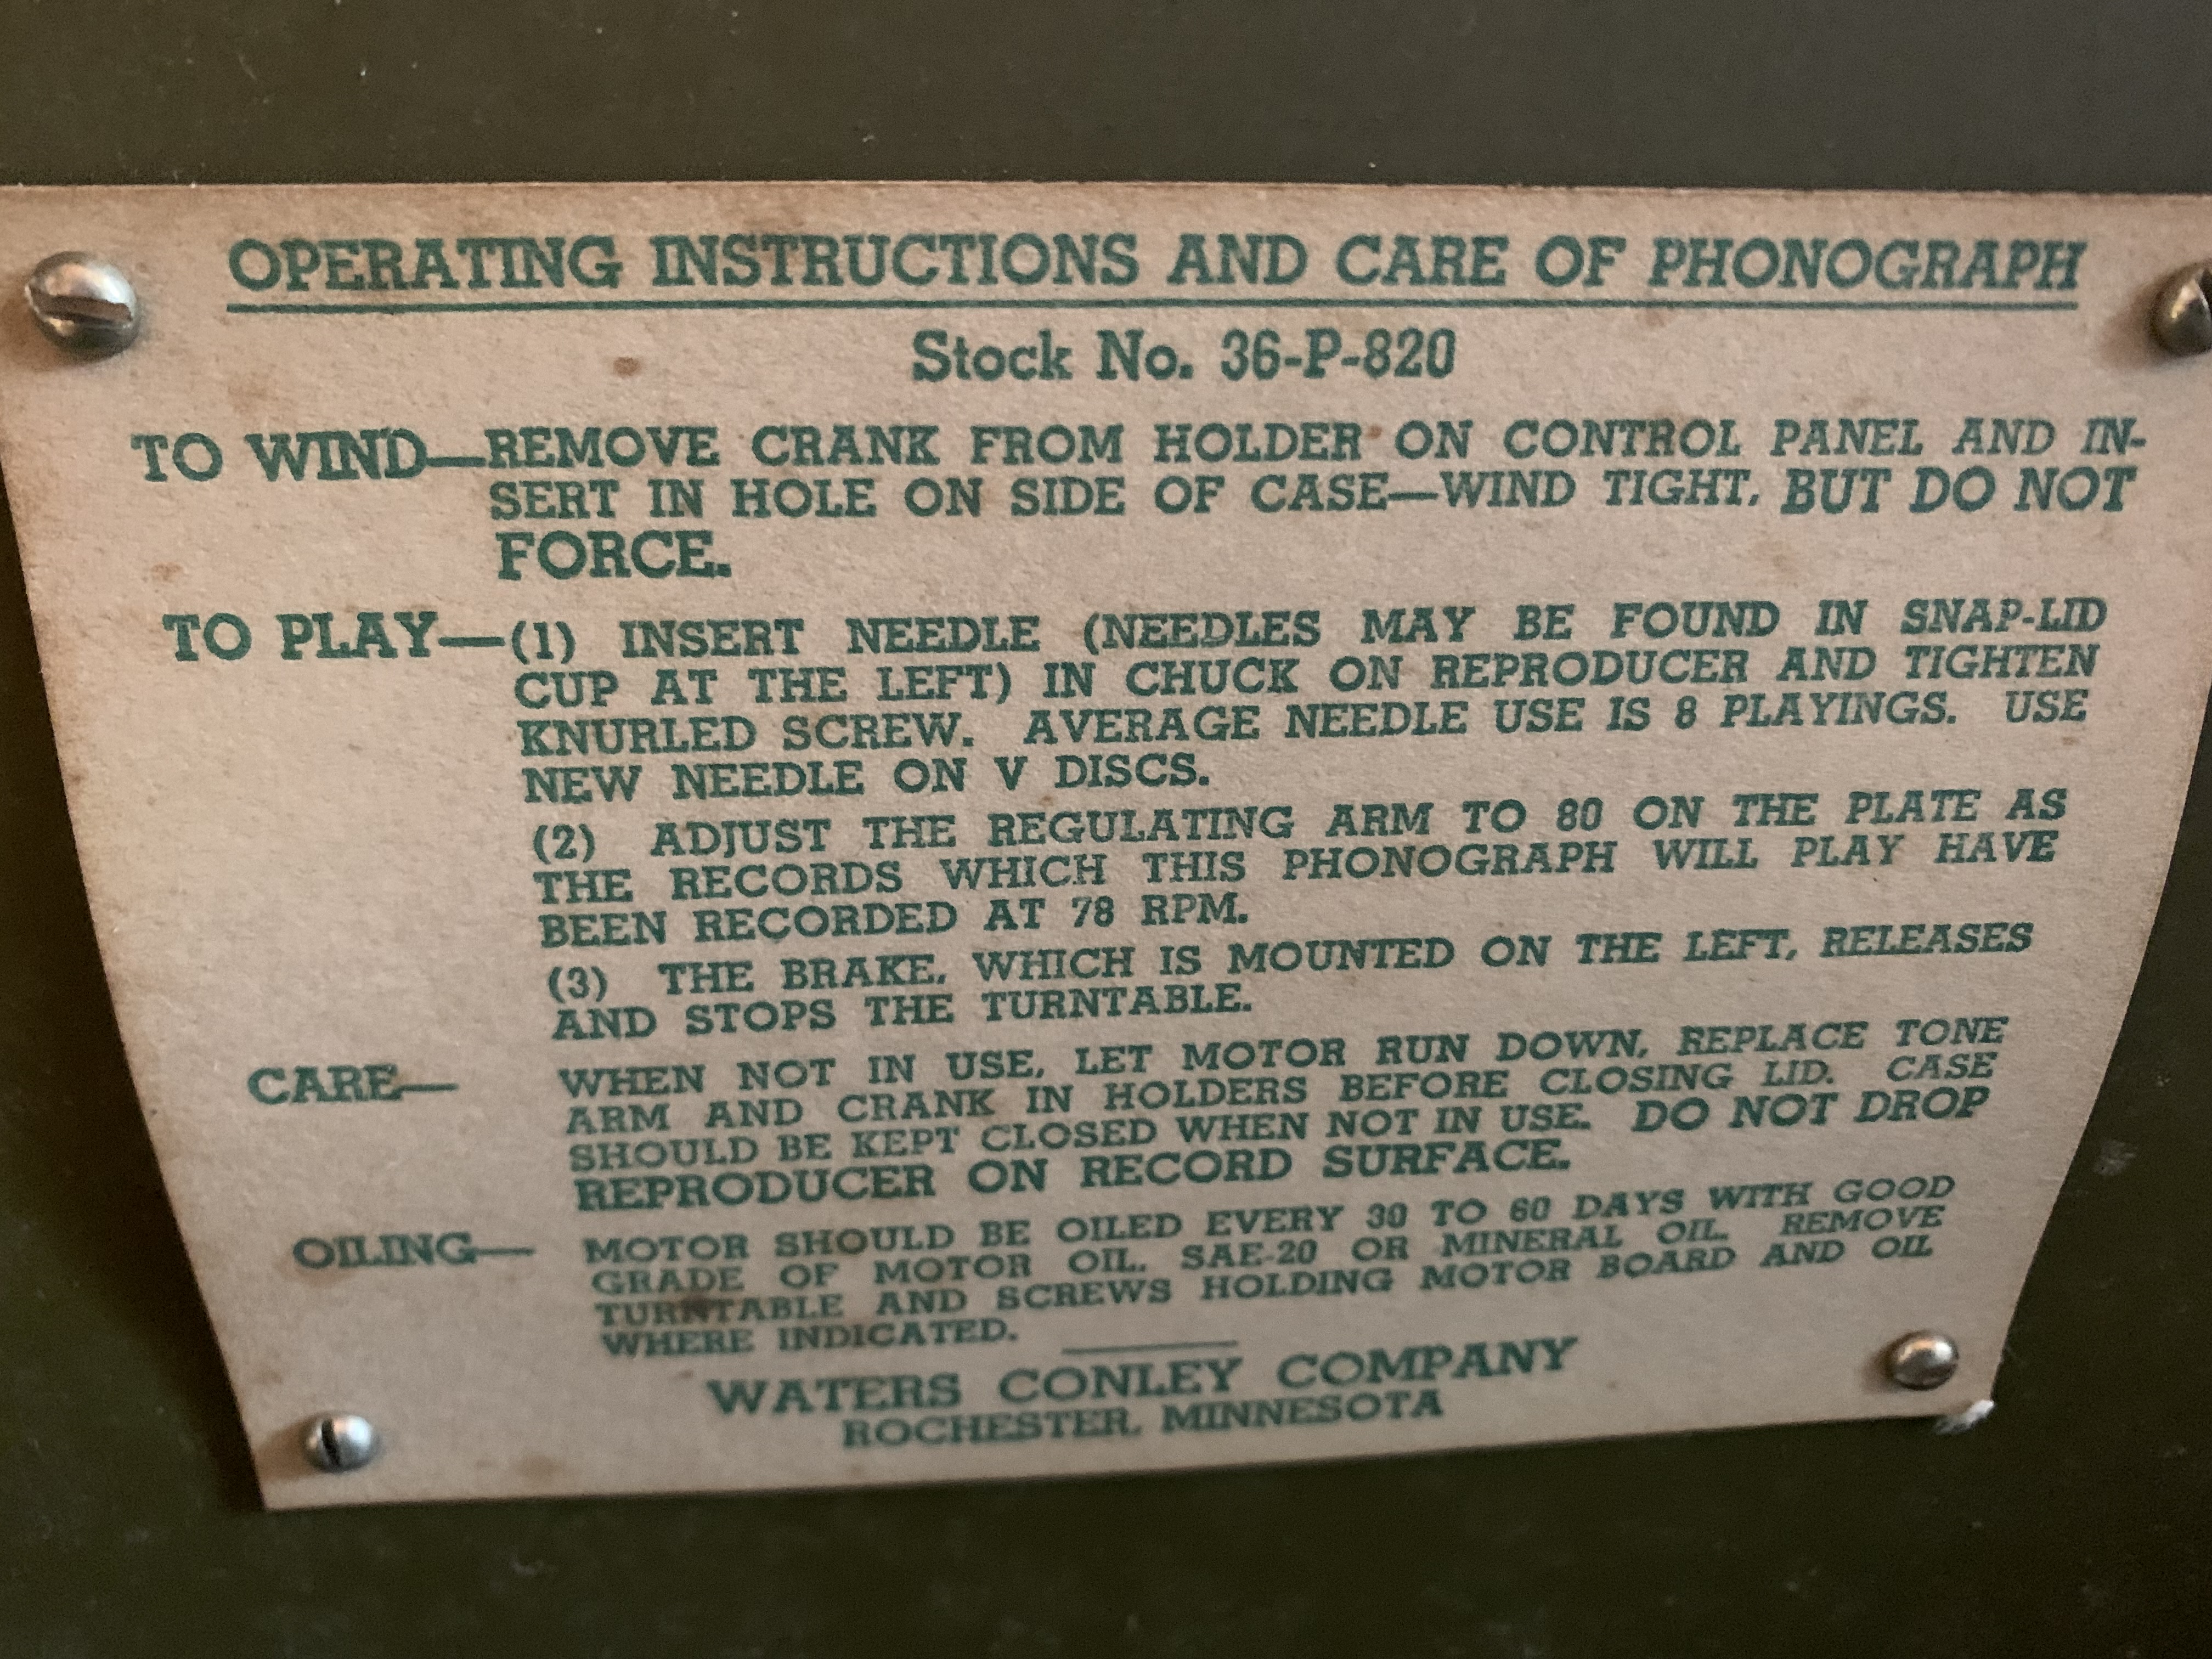 OPERATING INSTRUCTIONS AND CARE OF PHONOGRAPH
Stock No. 36-P-820
TO WIND—REMOVE CRANK FROM HOLDER ON CONTROL PANEL AND IN-
SERT IN HOLE ON SIDE OF CASE—WIND TIGHT, BUT DO NOT
FORCE.
TO PLAY—(1) INSERT NEEDLE (NEEDLES MAY BE FOUND IN SNAP-LID
CUP AT THE LEFT) IN CHUCK ON REPRODUCER AND TIGHTEN
KNURLED SCREW. AVERAGE NEEDLE USE IS 8 PLAYINGS. USE
NEW NEEDLE ON V DISCS.
(2) ADJUST THE REGULATING ARM TO 80 ON THE PLATE AS
THE RECORDS WHICH THIS PHONOGRAPH WILL PLAY HAVE
BEEN RECORDED AT 78 RPM.
(3) THE BRAKE, WHICH IS MOUNTED ON THE LEFT, RELEASES
AND STOPS THE TURNTABLE.
CARE— WHEN NOT IN USE, LET MOTOR RUN DOWN, REPLACE TONE
ARM AND CRANK IN HOLDERS BEFORE CLOSING LID. CASE
SHOULD BE KEPT CLOSED WHEN NOT IN USE. DO NOT DROP
REPRODUCER ON RECORD SURFACE.
OILING— MOTOR SHOULD BE OILED EVERY 30 TO 60 DAYS WITH GOOD
GRADE OF MOTOR OIL, SAE-20 OR MINERAL OIL. REMOVE
TURNTABLE AND SCREWS HOLDING MOTOR BOARD AND OIL
WHERE INDICATED.
WATERS CONLEY COMPANY
ROCHESTER, MINNESOTA